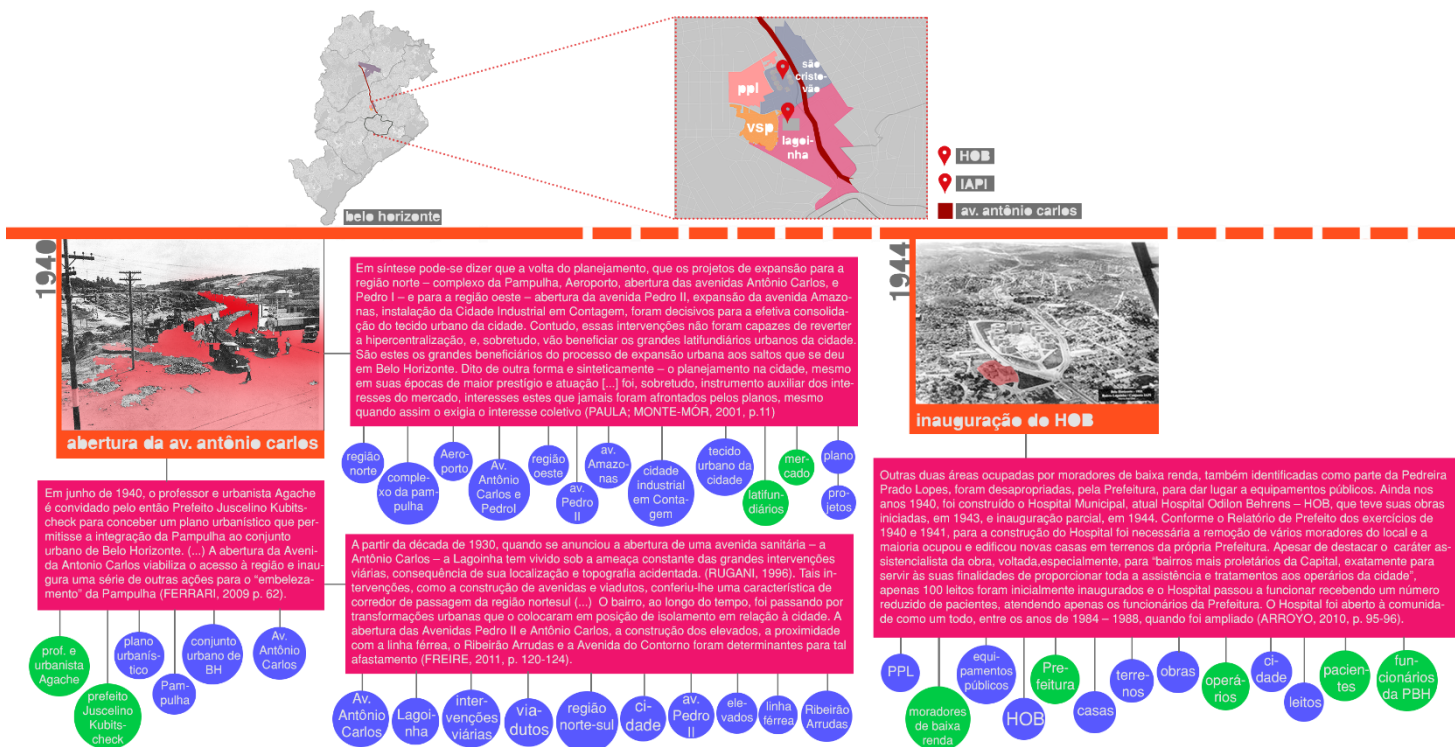 belo horizonte
ppl
são
cristo-
vão
vsp
lagoi-
nha
HOB
IAPI
av. antônio carlos
1940
abertura da av. antônio carlos
Em junho de 1940, o professor e urbanista Agache
é convidado pelo então Prefeito Juscelino Kubits-
check para conceber um plano urbanístico que per-
mitisse a integração da Pampulha ao conjunto
urbano de Belo Horizonte. (...) A abertura da Aveni-
da Antonio Carlos viabiliza o acesso à região e inau-
gura uma série de outras ações para o “embeleza-
mento” da Pampulha (FERRARI, 2009 p. 62).
prof. e
urbanista
Agache
prefeito
Juscelino
Kubits-
check
plano
urbanís-
tico
Pam-
pulha
conjunto
urbano de
BH
Av.
Antônio
Carlos
Em síntese pode-se dizer que a volta do planejamento, que os projetos de expansão para a
região norte – complexo da Pampulha, Aeroporto, abertura das avenidas Antônio Carlos, e
Pedro I – e para a região oeste – abertura da avenida Pedro II, expansão da avenida Amazo-
nas, instalação da Cidade Industrial em Contagem, foram decisivos para a efetiva consolida-
ção do tecido urbano da cidade. Contudo, essas intervenções não foram capazes de reverter
a hipercentralização, e, sobretudo, vão beneficiar os grandes latifundiários urbanos da cidade.
São estes os grandes beneficiários do processo de expansão urbana aos saltos que se deu
em Belo Horizonte. Dito de outra forma e sinteticamente – o planejamento na cidade, mesmo
em suas épocas de maior prestígio e atuação [...] foi, sobretudo, instrumento auxiliar dos inte-
resses do mercado, interesses estes que jamais foram afrontados pelos planos, mesmo
quando assim o exigia o interesse coletivo (PAULA; MONTE-MÓR, 2001, p.11)
região
norte
comple-
xo da pam-
pulha
Aero-
porto
Av.
Antônio
Carlos e
PedroI
região
oeste
av.
Pedro
II
av.
Amazo-
nas
cidade
industrial
em Conta-
gem
tecido
urbano da
cidade
latifun-
diários
mer-
cado
plano
pro-
jetos
A partir da década de 1930, quando se anunciou a abertura de uma avenida sanitária – a
Antônio Carlos – a Lagoinha tem vivido sob a ameaça constante das grandes intervenções
viárias, consequência de sua localização e topografia acidentada. (RUGANI, 1996). Tais in-
tervenções, como a construção de avenidas e viadutos, conferiu-lhe uma característica de
corredor de passagem da região nortesul (...) O bairro, ao longo do tempo, foi passando por
transformações urbanas que o colocaram em posição de isolamento em relação à cidade.
A abertura das Avenidas Pedro II e Antônio Carlos, a construção dos elevados, a proximidade
com a linha férrea, o Ribeirão Arrudas e a Avenida do Contorno foram determinantes para tal
afastamento (FREIRE, 2011, p. 120-124).
Av.
Antônio
Carlos
Lagoi-
nha
inter-
venções
viárias
via-
dutos
região
norte-sul
ci-
dade
av.
Pedro
II
ele-
vados
linha
férrea
Ribeirão
Arrudas
1944
inauguração do HOB
Outras duas áreas ocupadas por moradores de baixa renda, também identificadas como parte da Pedreira
Prado Lopes, foram desapropriadas, pela Prefeitura, para dar lugar a equipamentos públicos. Ainda nos
anos 1940, foi construído o Hospital Municipal, atual Hospital Odilon Behrens – HOB, que teve suas obras
iniciadas, em 1943, e inauguração parcial, em 1944. Conforme o Relatório de Prefeito dos exercícios de
1940 e 1941, para a construção do Hospital foi necessária a remoção de vários moradores do local e a
maioria ocupou e edificou novas casas em terrenos da própria Prefeitura. Apesar de destacar o caráter as-
sistencialista da obra, voltada,especialmente, para “bairros mais proletários da Capital, exatamente para
servir às suas finalidades de proporcionar toda a assistência e tratamentos aos operários da cidade”,
apenas 100 leitos foram inicialmente inaugurados e o Hospital passou a funcionar recebendo um número
reduzido de pacientes, atendendo apenas os funcionários da Prefeitura. O Hospital foi aberto à comunida-
de como um todo, entre os anos de 1984 – 1988, quando foi ampliado (ARROYO, 2010, p. 95-96).
PPL
moradores
de baixa
renda
equi-
pamentos
públicos
HOB
Pre-
feitura
casas
terre-
nos
obras
operá-
rios
ci-
dade
leitos
paci-
entes
fun-
cionários
da PBH